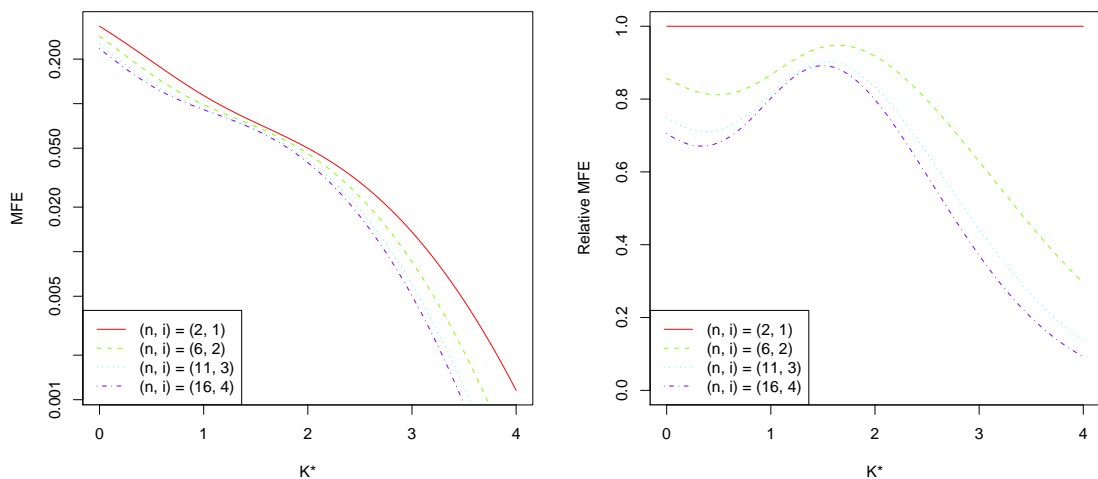 MFE
0.200
0.050
0.020
0.005
0.001
0 1 2 3 4
K*
(n, i) = (2, 1)
(n, i) = (6, 2)
(n, i) = (11, 3)
(n, i) = (16, 4)
Relative MFE
1.0
0.8
0.6
0.4
0.2
0.0
0 1 2 3 4
K*
(n, i) = (2, 1)
(n, i) = (6, 2)
(n, i) = (11, 3)
(n, i) = (16, 4)